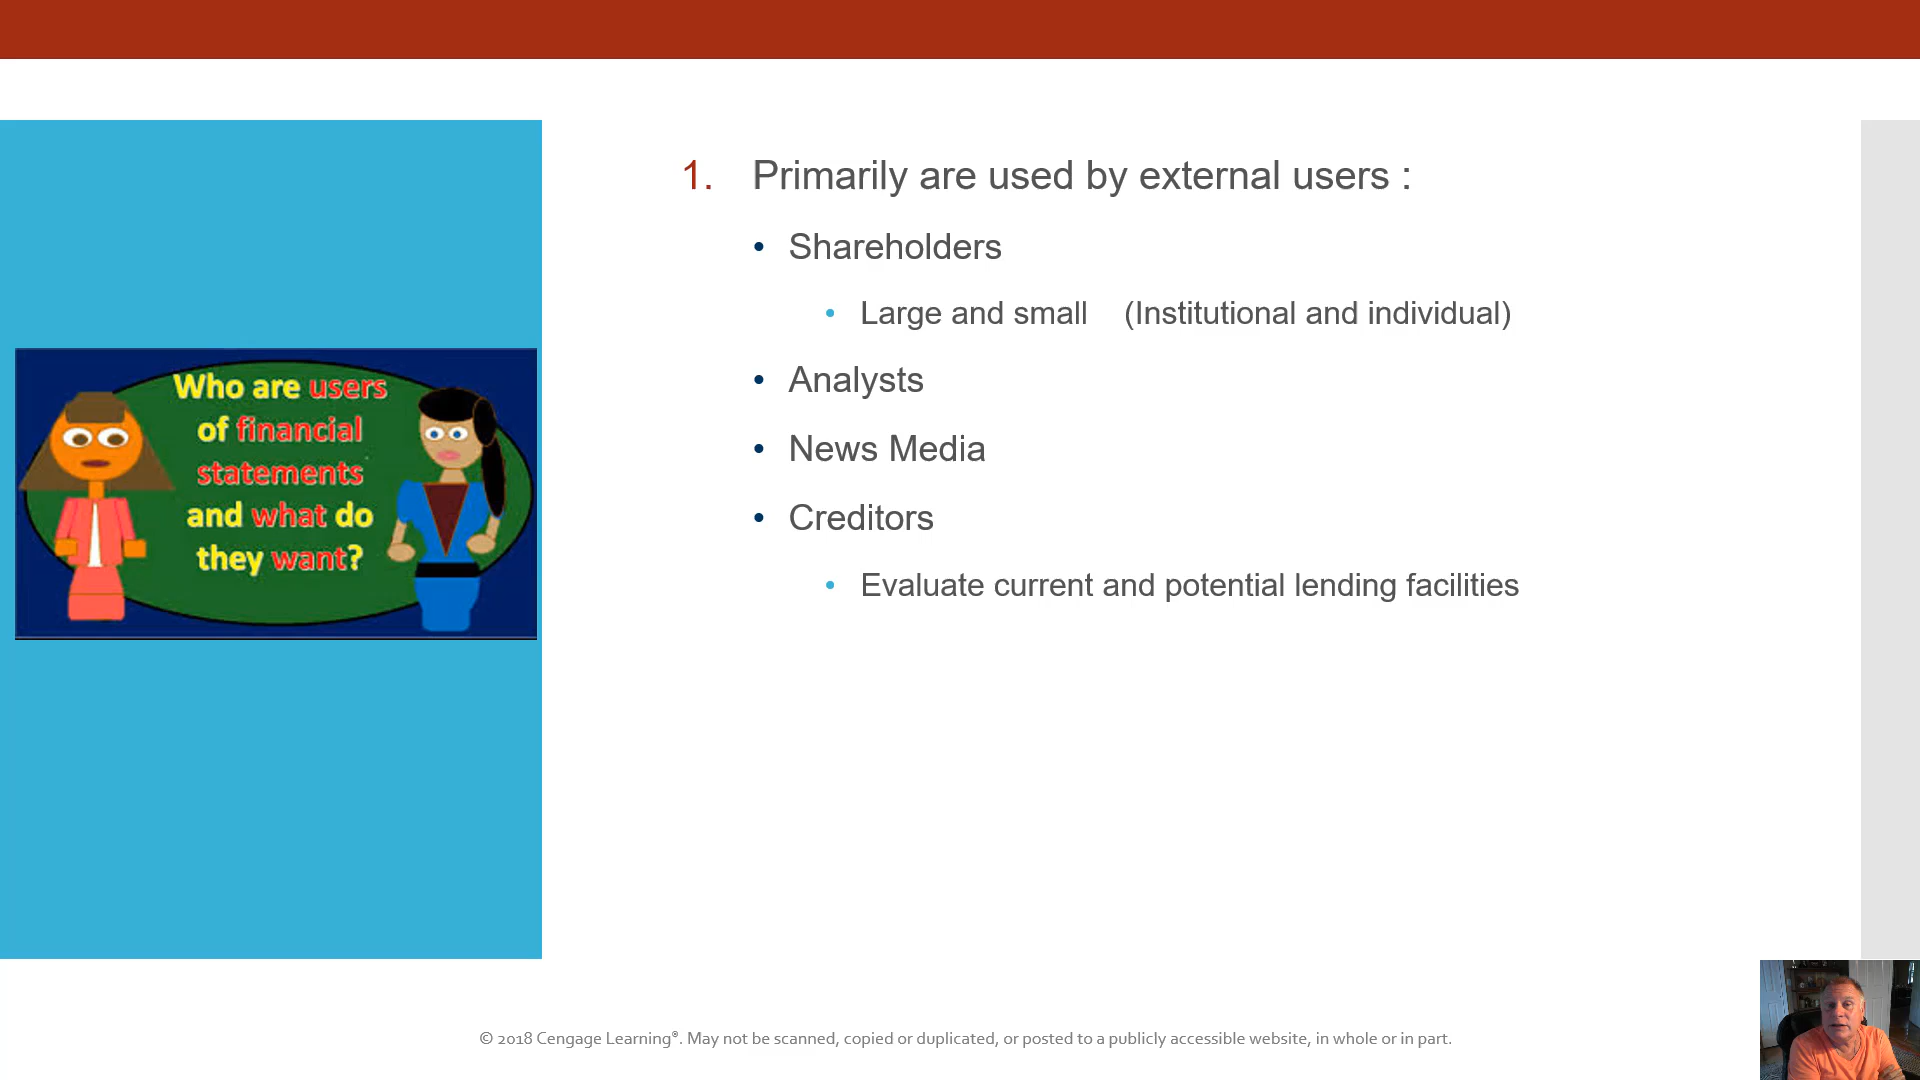 Who are users
of financial
statements
and what do
they want?
1. Primarily are used by external users :
• Shareholders
• Large and small (Institutional and individual)
• Analysts
• News Media
• Creditors
• Evaluate current and potential lending facilities
© 2018 Cengage Learning®. May not be scanned, copied or duplicated, or posted to a publicly accessible website, in whole or in part.